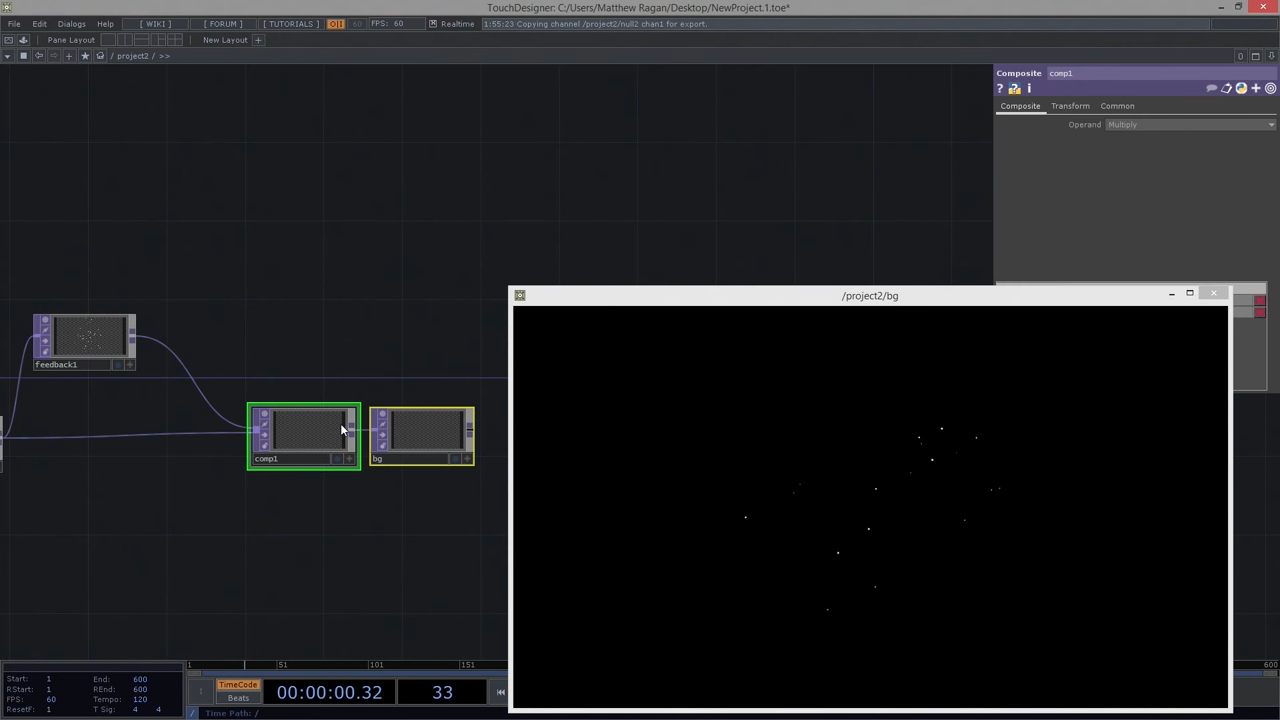 TouchDesigner: C:/Users/Matthew Ragan/Desktop/NewProject.1.toe*
File Edit Dialogs Help [ WIKI ] [ FORUM ] [ TUTORIALS ] O|I 60 FPS: 60 Realtime 1:55:23 Copying channel /project2/null2 chan1 for export.
Pane Layout New Layout +
/ project2 / >> 0
Composite comp1
? ? i
Composite Transform Common
Operand Multiply
/project2/bg
feedback1
comp1
bg
1 51 101 151 600
Start: 1 End: 600
RStart: 1 REnd: 600
FPS: 60 Tempo: 120
ResetF: 1 T Sig: 4 4
TimeCode
Beats
00:00:00.32 33
/ Time Path: /